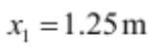 x₁ = 1.25 m